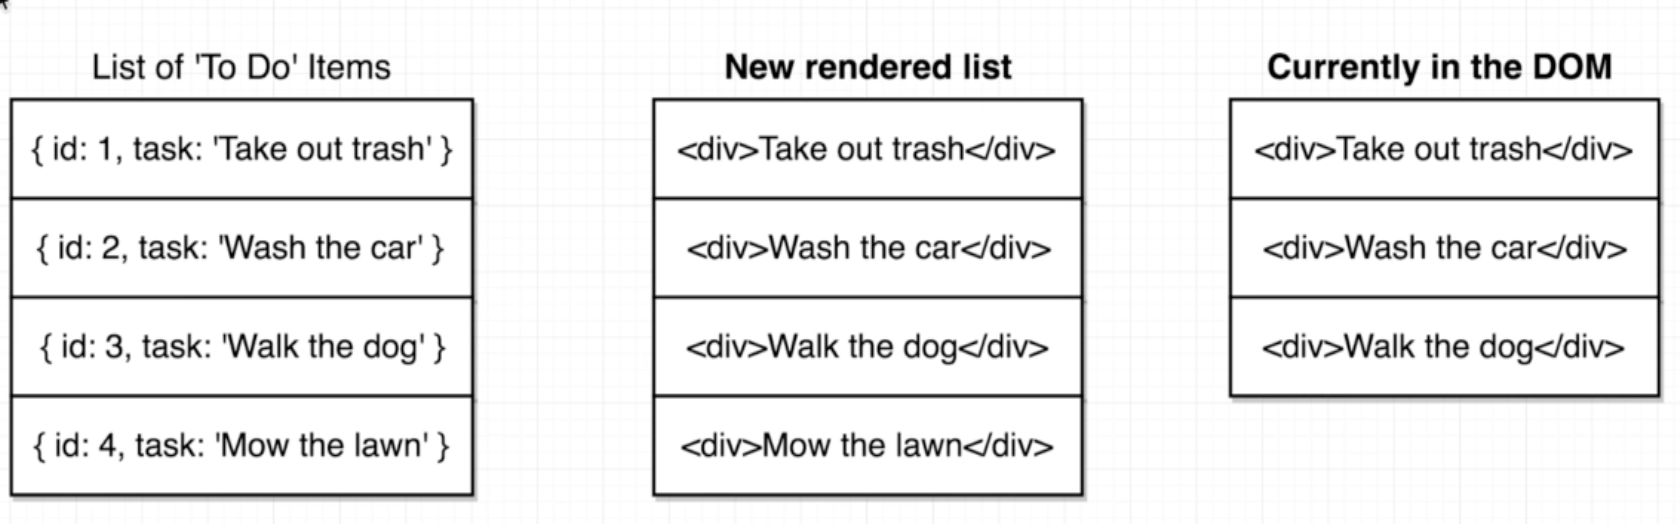 List of 'To Do' Items
{ id: 1, task: 'Take out trash' }
{ id: 2, task: 'Wash the car' }
{ id: 3, task: 'Walk the dog' }
{ id: 4, task: 'Mow the lawn' }
New rendered list
<div>Take out trash</div>
<div>Wash the car</div>
<div>Walk the dog</div>
<div>Mow the lawn</div>
Currently in the DOM
<div>Take out trash</div>
<div>Wash the car</div>
<div>Walk the dog</div>